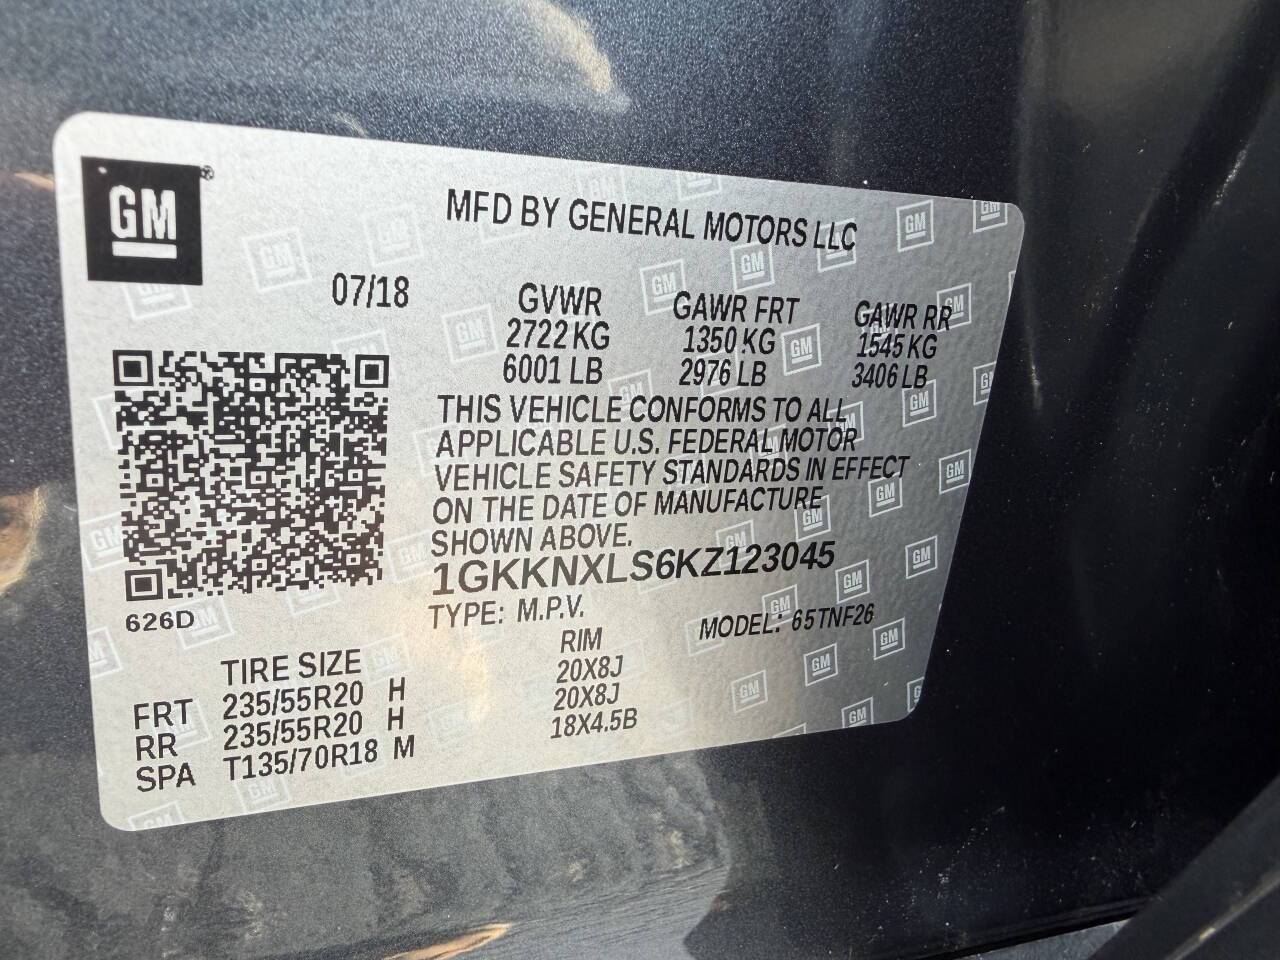 GM ®
MFD BY GENERAL MOTORS LLC
07/18
GVWR GAWR FRT GAWR RR
2722 KG 1350 KG 1545 KG
6001 LB 2976 LB 3406 LB
THIS VEHICLE CONFORMS TO ALL
APPLICABLE U.S. FEDERAL MOTOR
VEHICLE SAFETY STANDARDS IN EFFECT
ON THE DATE OF MANUFACTURE
SHOWN ABOVE.
1GKKNXLS6KZ123045
626D
TYPE: M.P.V. MODEL: 65TNF26
TIRE SIZE RIM
FRT 235/55R20 H 20X8J
RR 235/55R20 H 20X8J
SPA T135/70R18 M 18X4.5B